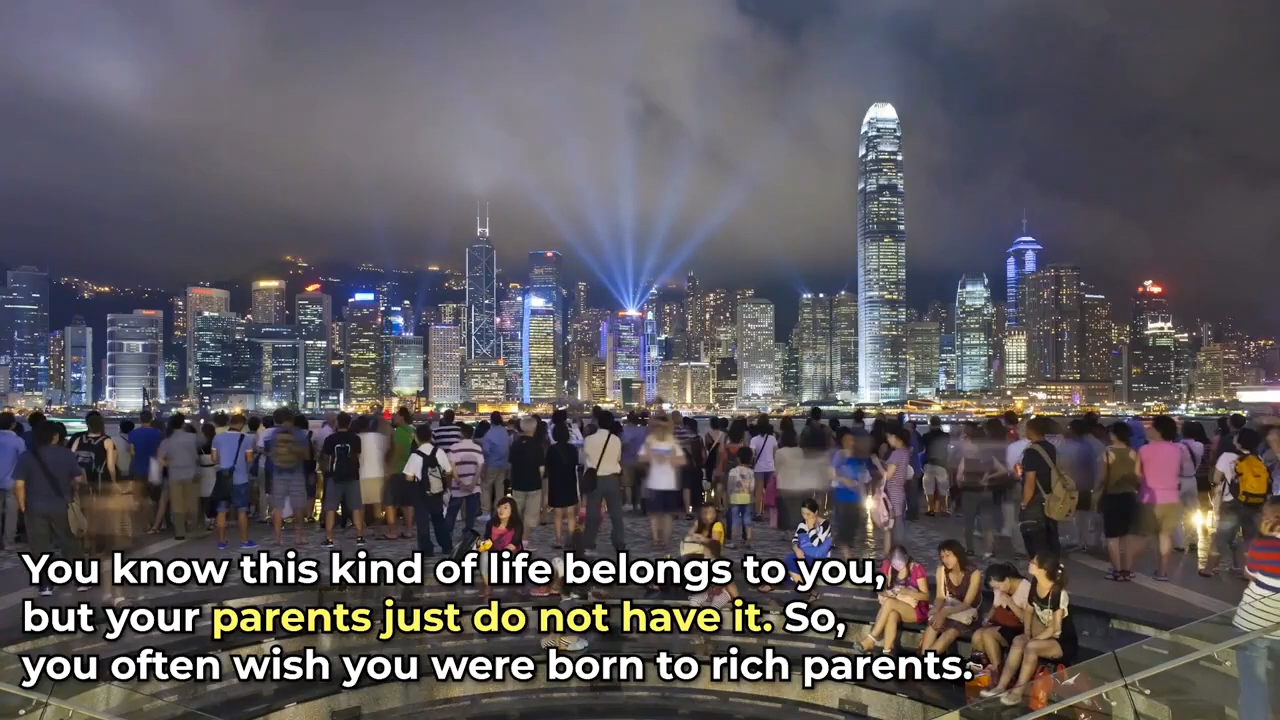 You know this kind of life belongs to you,
but your parents just do not have it. So,
you often wish you were born to rich parents.